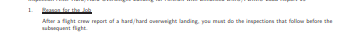 1. Reason for the Job
After a flight crew report of a hard/hard overweight landing, you must do the inspections that follow before the
subsequent flight.